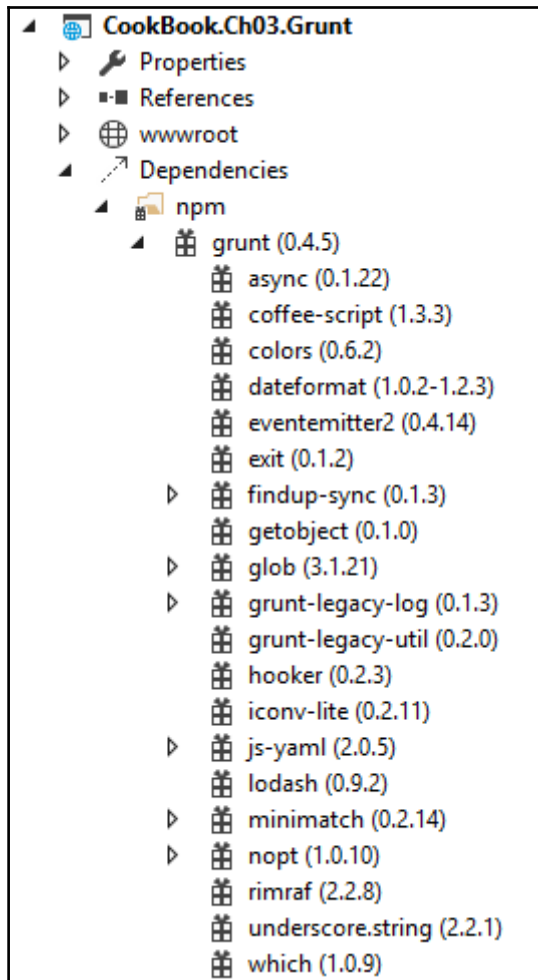 CookBook.Ch03.Grunt
Properties
References
wwwroot
Dependencies
npm
grunt (0.4.5)
async (0.1.22)
coffee-script (1.3.3)
colors (0.6.2)
dateformat (1.0.2-1.2.3)
eventemitter2 (0.4.14)
exit (0.1.2)
findup-sync (0.1.3)
getobject (0.1.0)
glob (3.1.21)
grunt-legacy-log (0.1.3)
grunt-legacy-util (0.2.0)
hooker (0.2.3)
iconv-lite (0.2.11)
js-yaml (2.0.5)
lodash (0.9.2)
minimatch (0.2.14)
nopt (1.0.10)
rimraf (2.2.8)
underscore.string (2.2.1)
which (1.0.9)